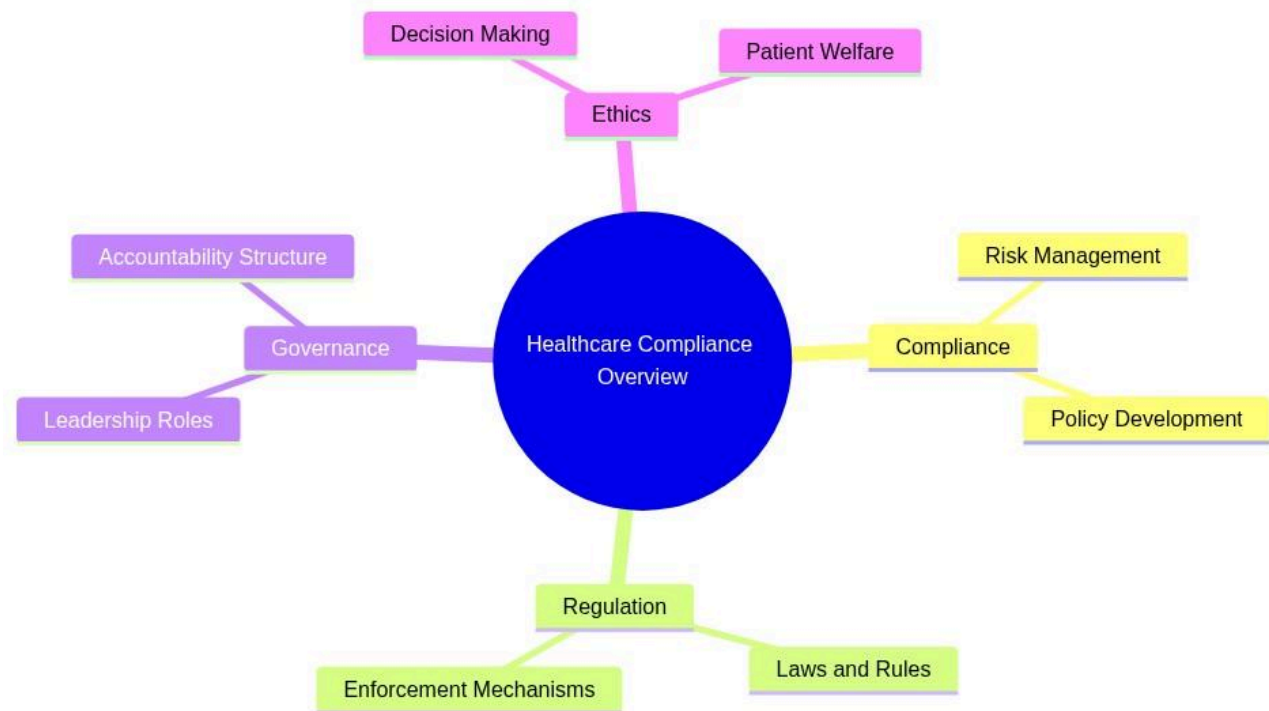 Decision Making
Patient Welfare
Ethics
Accountability Structure
Risk Management
Governance
Healthcare Compliance
Overview
Compliance
Leadership Roles
Policy Development
Regulation
Laws and Rules
Enforcement Mechanisms